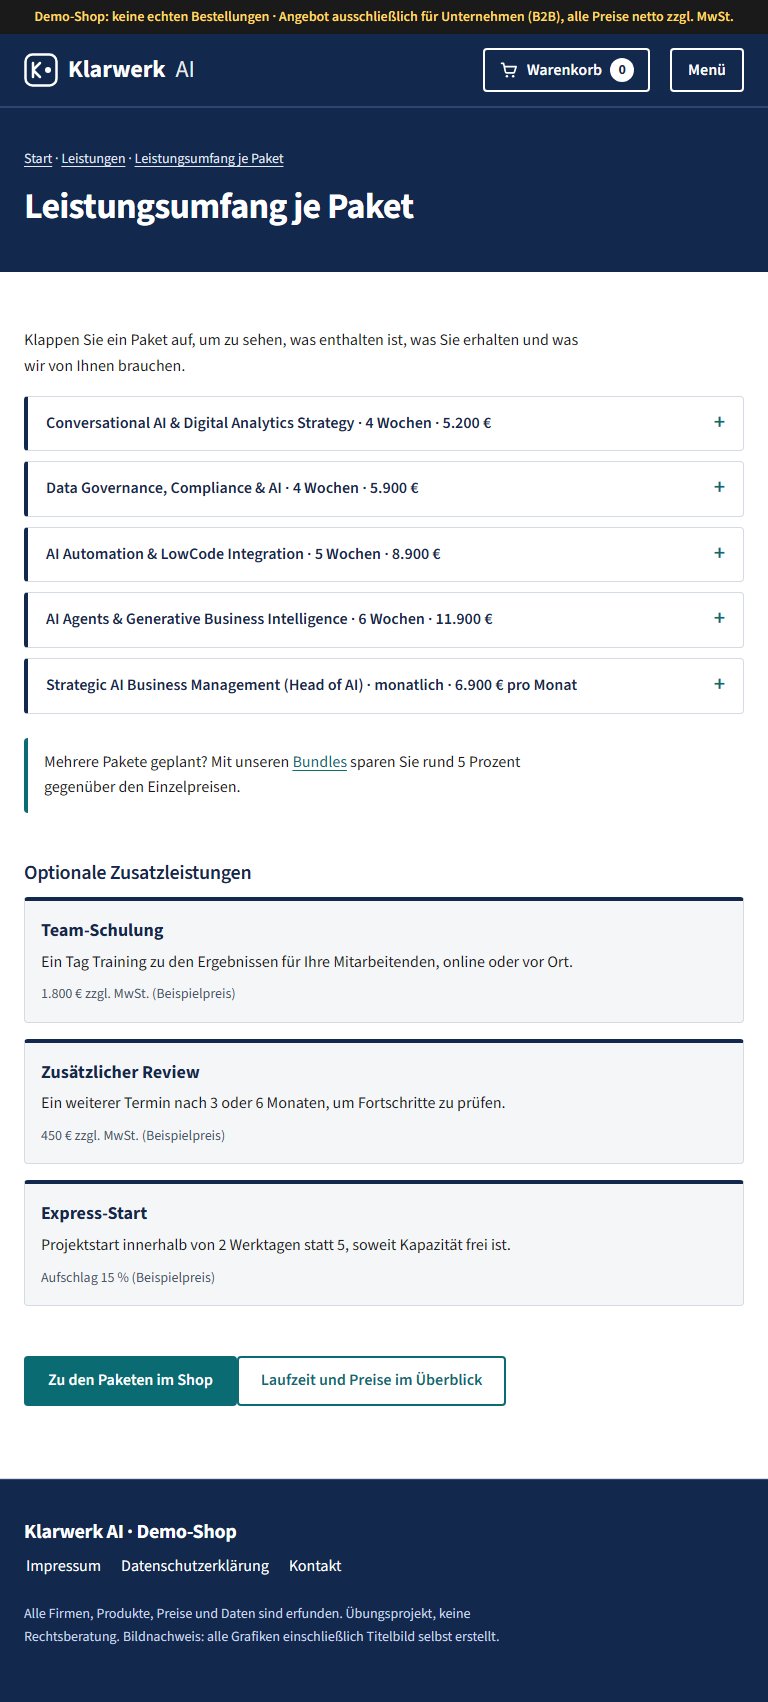 Demo-Shop: keine echten Bestellungen · Angebot ausschließlich für Unternehmen (B2B), alle Preise netto zzgl. MwSt.
K Klarwerk AI
Warenkorb 0
Menü
Start · Leistungen · Leistungsumfang je Paket
Leistungsumfang je Paket
Klappen Sie ein Paket auf, um zu sehen, was enthalten ist, was Sie erhalten und was
wir von Ihnen brauchen.
Conversational AI & Digital Analytics Strategy · 4 Wochen · 5.200 € +
Data Governance, Compliance & AI · 4 Wochen · 5.900 € +
AI Automation & LowCode Integration · 5 Wochen · 8.900 € +
AI Agents & Generative Business Intelligence · 6 Wochen · 11.900 € +
Strategic AI Business Management (Head of AI) · monatlich · 6.900 € pro Monat +
Mehrere Pakete geplant? Mit unseren Bundles sparen Sie rund 5 Prozent
gegenüber den Einzelpreisen.
Optionale Zusatzleistungen
Team-Schulung
Ein Tag Training zu den Ergebnissen für Ihre Mitarbeitenden, online oder vor Ort.
1.800 € zzgl. MwSt. (Beispielpreis)
Zusätzlicher Review
Ein weiterer Termin nach 3 oder 6 Monaten, um Fortschritte zu prüfen.
450 € zzgl. MwSt. (Beispielpreis)
Express-Start
Projektstart innerhalb von 2 Werktagen statt 5, soweit Kapazität frei ist.
Aufschlag 15 % (Beispielpreis)
Zu den Paketen im Shop
Laufzeit und Preise im Überblick
Klarwerk AI · Demo-Shop
Impressum Datenschutzerklärung Kontakt
Alle Firmen, Produkte, Preise und Daten sind erfunden. Übungsprojekt, keine
Rechtsberatung. Bildnachweis: alle Grafiken einschließlich Titelbild selbst erstellt.